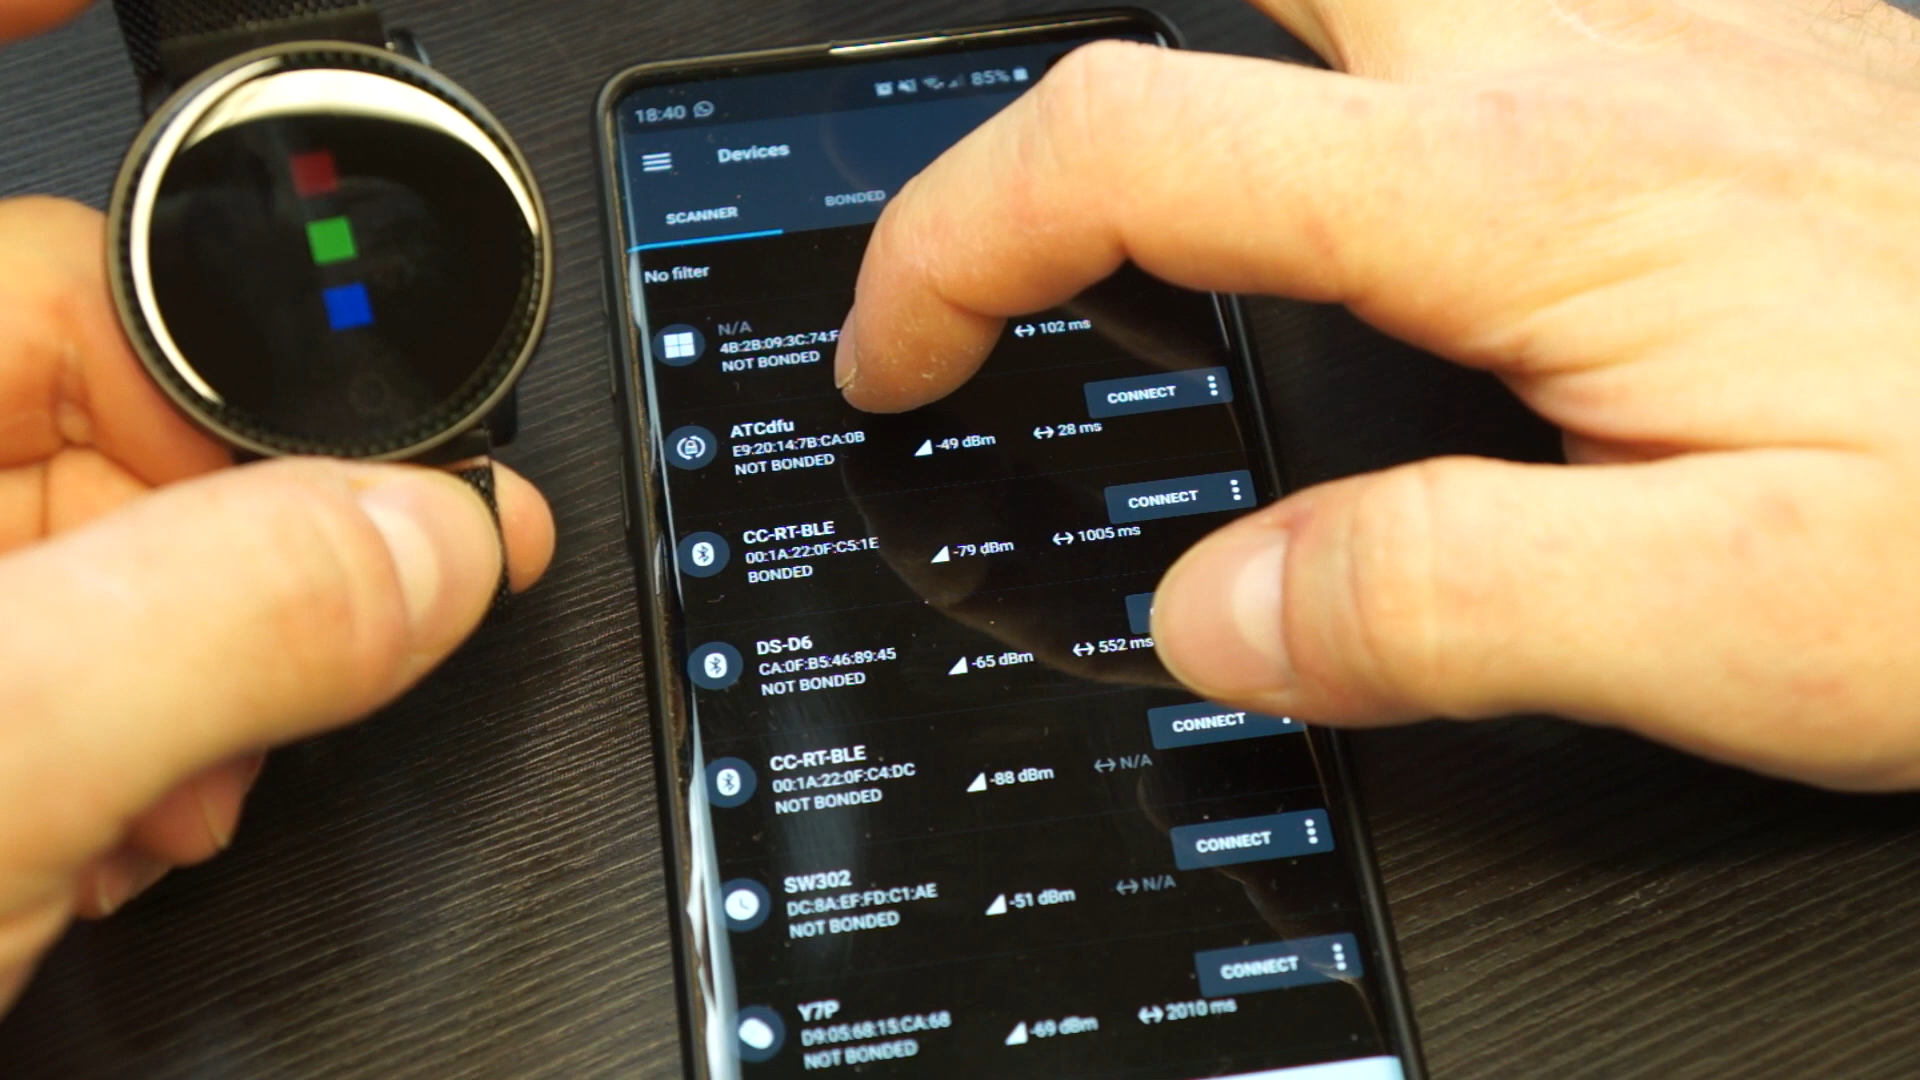 18:40 85%
Devices
SCANNER BONDED
No filter
N/A
4B:2B:09:3C:74:F
NOT BONDED
102 ms
CONNECT
ATCdfu
E9:20:14:7B:CA:0B
NOT BONDED
-49 dBm
28 ms
CONNECT
CC-RT-BLE
00:1A:22:0F:C5:1E
BONDED
-79 dBm
1005 ms
DS-D6
CA:0F:B5:46:89:45
NOT BONDED
-65 dBm
552 ms
CONNECT
CC-RT-BLE
00:1A:22:0F:C4:DC
NOT BONDED
-88 dBm
N/A
CONNECT
SW302
DC:8A:EF:FD:C1:AE
NOT BONDED
-51 dBm
N/A
CONNECT
Y7P
D9:05:68:15:CA:68
NOT BONDED
-69 dBm
2010 ms